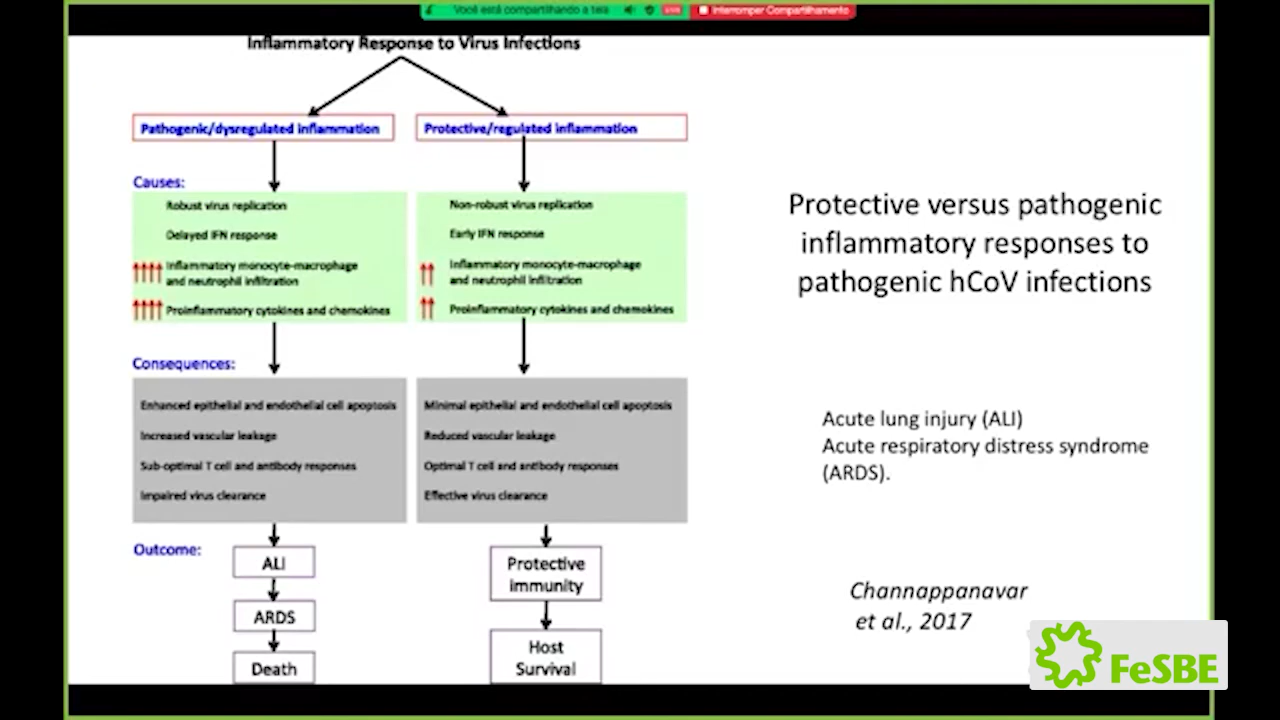 Você está compartilhando a tela
LIVE
Interromper Compartilhamento
Inflammatory Response to Virus Infections
Pathogenic/dysregulated inflammation
Protective/regulated inflammation
Causes:
Robust virus replication
Delayed IFN response
Inflammatory monocyte-macrophage
and neutrophil infiltration
Proinflammatory cytokines and chemokines
Non-robust virus replication
Early IFN response
Inflammatory monocyte-macrophage
and neutrophil infiltration
Proinflammatory cytokines and chemokines
Consequences:
Enhanced epithelial and endothelial cell apoptosis
Increased vascular leakage
Sub-optimal T cell and antibody responses
Impaired virus clearance
Minimal epithelial and endothelial cell apoptosis
Reduced vascular leakage
Optimal T cell and antibody responses
Effective virus clearance
Outcome:
ALI
ARDS
Death
Protective
immunity
Host
Survival
Protective versus pathogenic
inflammatory responses to
pathogenic hCoV infections
Acute lung injury (ALI)
Acute respiratory distress syndrome
(ARDS).
Channappanavar
et al., 2017
FeSBE